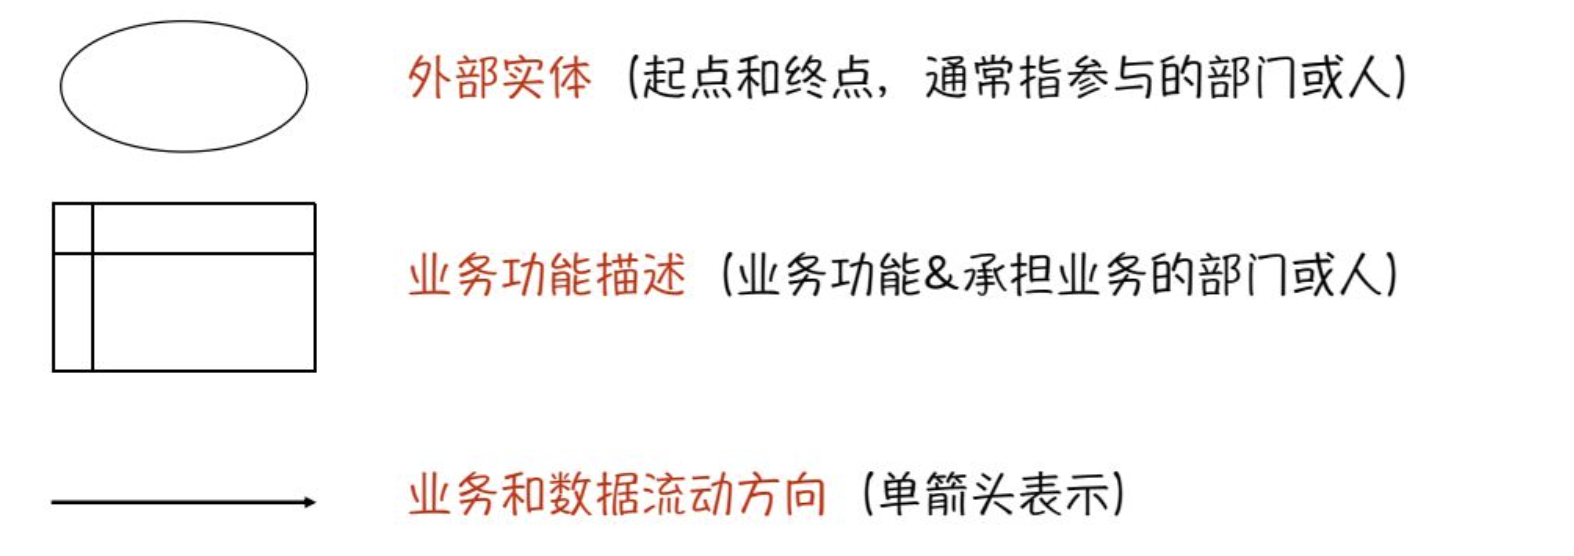 外部实体（起点和终点，通常指参与的部门或人）
业务功能描述（业务功能&承担业务的部门或人）
业务和数据流动方向（单箭头表示）